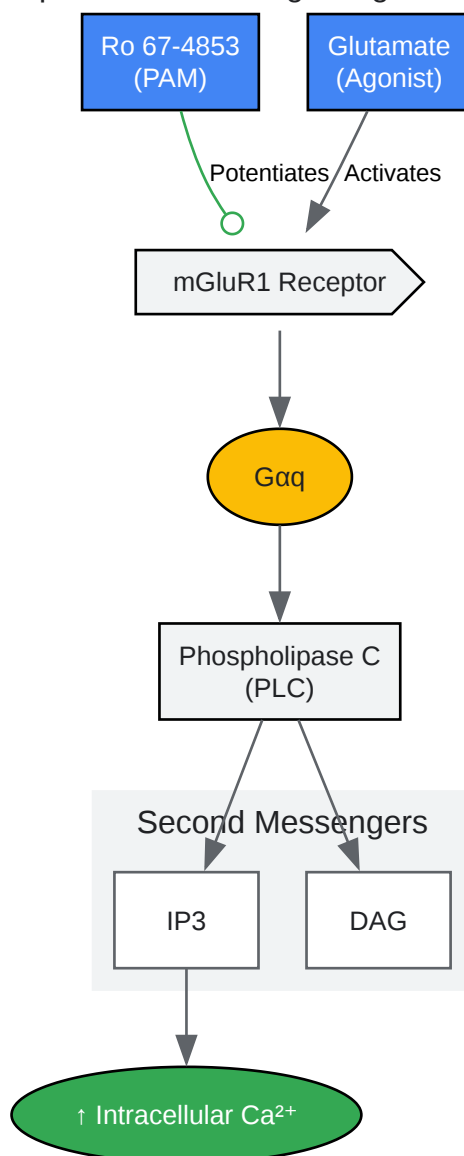 Ro 67-4853
(PAM)
Glutamate
(Agonist)
Potentiates
Activates
mGluR1 Receptor
Gαq
Phospholipase C
(PLC)
Second Messengers
IP3
DAG
↑ Intracellular Ca²⁺